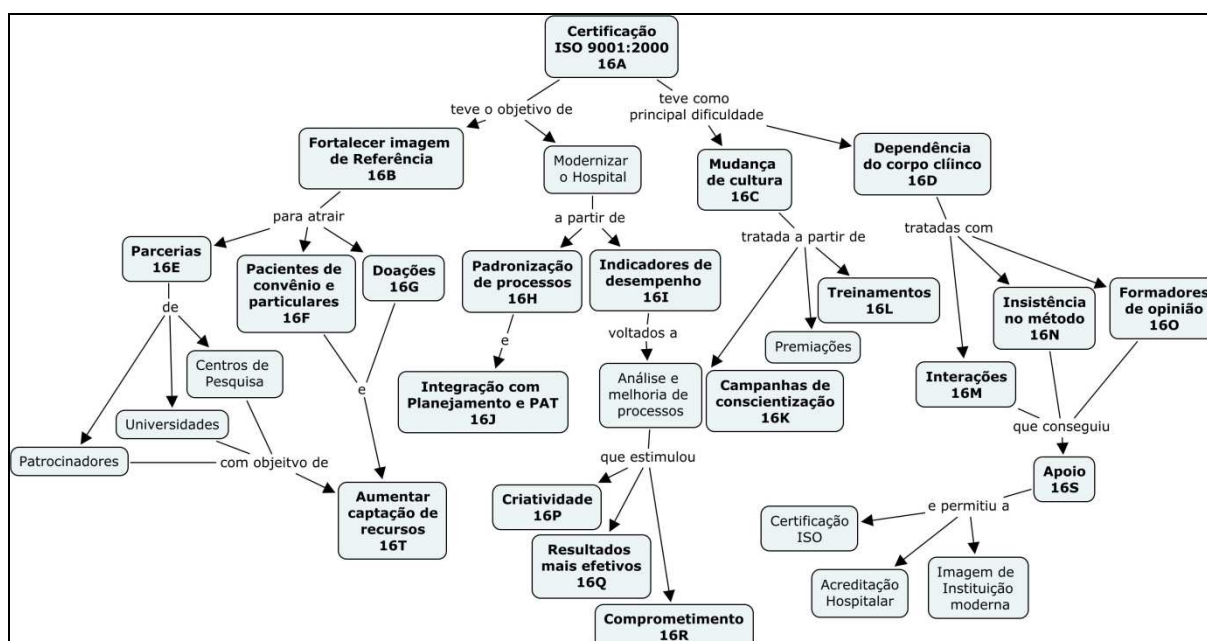 Certificação
ISO 9001:2000
16A
teve o objetivo de
teve como
principal dificuldade
Fortalecer imagem
de Referência
16B
Modernizar
o Hospital
Mudança
de cultura
16C
Dependência
do corpo clíinco
16D
para atrair
a partir de
tratada a partir de
tratadas com
Parcerias
16E
Pacientes de
convênio e
particulares
16F
Doações
16G
Padronização
de processos
16H
Indicadores de
desempenho
16I
Treinamentos
16L
Insistência
no método
16N
Formadores
de opinião
16O
de
e
voltados a
Premiações
Centros de
Pesquisa
Integração com
Planejamento e PAT
16J
Análise e
melhoria de
processos
Campanhas de
conscientização
16K
Interações
16M
e
Universidades
que conseguiu
Patrocinadores
com objeitvo de
que estimulou
Apoio
16S
Aumentar
captação de
recursos
16T
Criatividade
16P
e permitiu a
Certificação
ISO
Resultados
mais efetivos
16Q
Acreditação
Hospitalar
Imagem de
Instituição
moderna
Comprometimento
16R